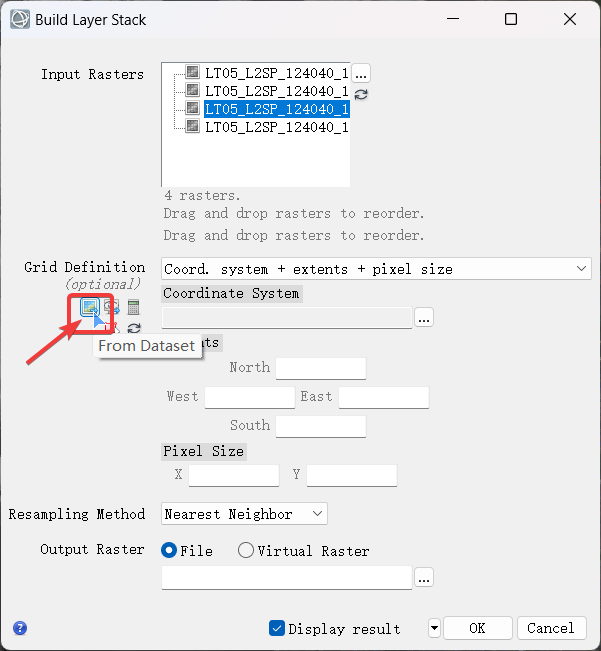 Build Layer Stack
Input Rasters
LT05_L2SP_124040_1
...
LT05_L2SP_124040_1
LT05_L2SP_124040_1
LT05_L2SP_124040_1
4 rasters.
Drag and drop rasters to reorder.
Drag and drop rasters to reorder.
Grid Definition
Coord. system + extents + pixel size
(optional)
Coordinate System
...
From Dataset
North
West
East
South
Pixel Size
X
Y
Resampling Method
Nearest Neighbor
Output Raster
File
Virtual Raster
...
?
Display result
OK
Cancel